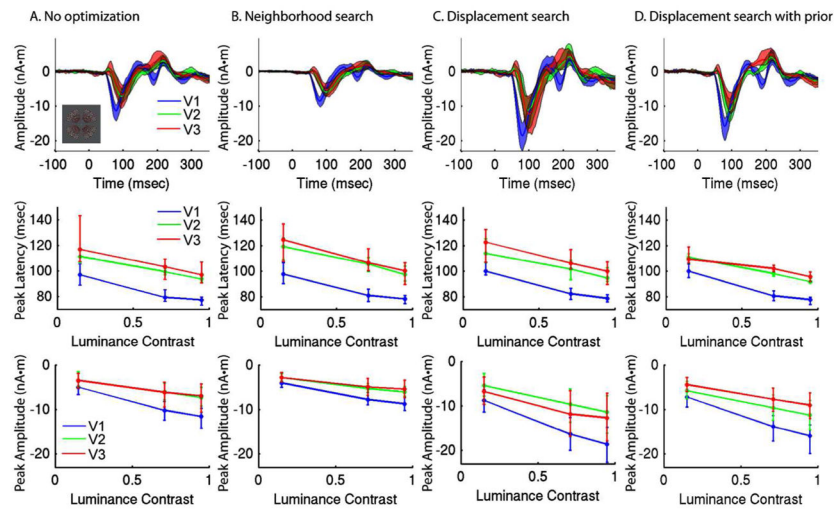 A. No optimization
B. Neighborhood search
C. Displacement search
D. Displacement search with prior
Amplitude (nA•m)
0
-10
-20
V1
V2
V3
-100 0 100 200 300
Time (msec)
Amplitude (nA•m)
0
-10
-20
-100 0 100 200 300
Time (msec)
Amplitude (nA•m)
0
-10
-20
-100 0 100 200 300
Time (msec)
Amplitude (nA•m)
0
-10
-20
-100 0 100 200 300
Time (msec)
Peak Latency (msec)
140
120
100
80
V1
V2
V3
0 0.5 1
Luminance Contrast
Peak Latency (msec)
140
120
100
80
0 0.5 1
Luminance Contrast
Peak Latency (msec)
140
120
100
80
0 0.5 1
Luminance Contrast
Peak Latency (msec)
140
120
100
80
0 0.5 1
Luminance Contrast
Peak Amplitude (nA•m)
0
-10
-20
V1
V2
V3
0 0.5 1
Luminance Contrast
Peak Amplitude (nA•m)
0
-10
-20
0 0.5 1
Luminance Contrast
Peak Amplitude (nA•m)
0
-10
-20
0 0.5 1
Luminance Contrast
Peak Amplitude (nA•m)
0
-10
-20
0 0.5 1
Luminance Contrast